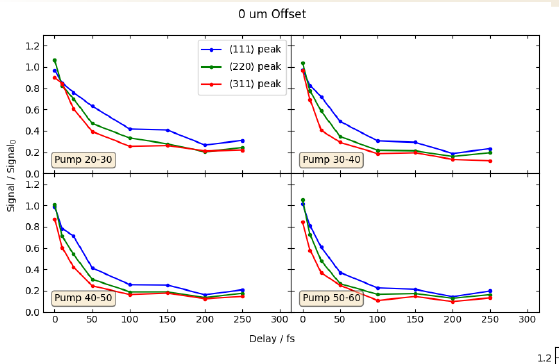 0 um Offset
1.2
1.0
0.8
0.6
0.4
0.2
0.0
⟨111⟩ peak
⟨220⟩ peak
⟨311⟩ peak
Pump 20-30
Pump 30-40
Signal / Signal₀
1.2
1.0
0.8
0.6
0.4
0.2
0.0
Pump 40-50
Pump 50-60
0 50 100 150 200 250 300
0 50 100 150 200 250 300
Delay / fs
1.2